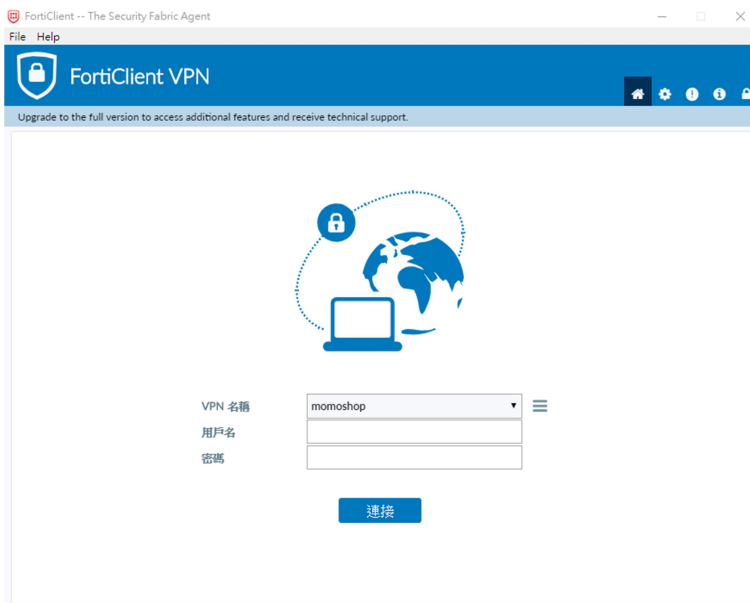 FortiClient -- The Security Fabric Agent
File Help
FortiClient VPN
Upgrade to the full version to access additional features and receive technical support.
VPN 名稱 momoshop
用戶名
密碼
連接